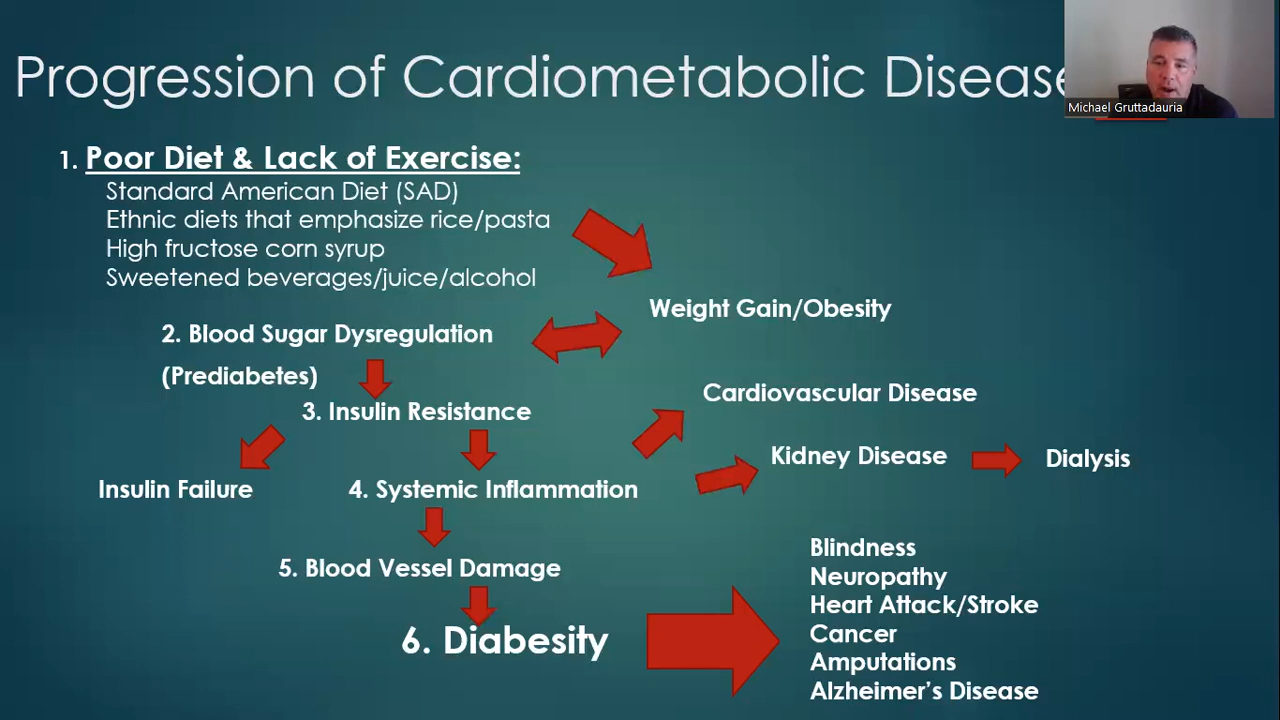 Progression of Cardiometabolic Disease
Michael Gruttadauria
1. Poor Diet & Lack of Exercise:
Standard American Diet (SAD)
Ethnic diets that emphasize rice/pasta
High fructose corn syrup
Sweetened beverages/juice/alcohol
Weight Gain/Obesity
2. Blood Sugar Dysregulation
(Prediabetes)
3. Insulin Resistance
Cardiovascular Disease
Kidney Disease
Dialysis
Insulin Failure
4. Systemic Inflammation
5. Blood Vessel Damage
6. Diabesity
Blindness
Neuropathy
Heart Attack/Stroke
Cancer
Amputations
Alzheimer’s Disease